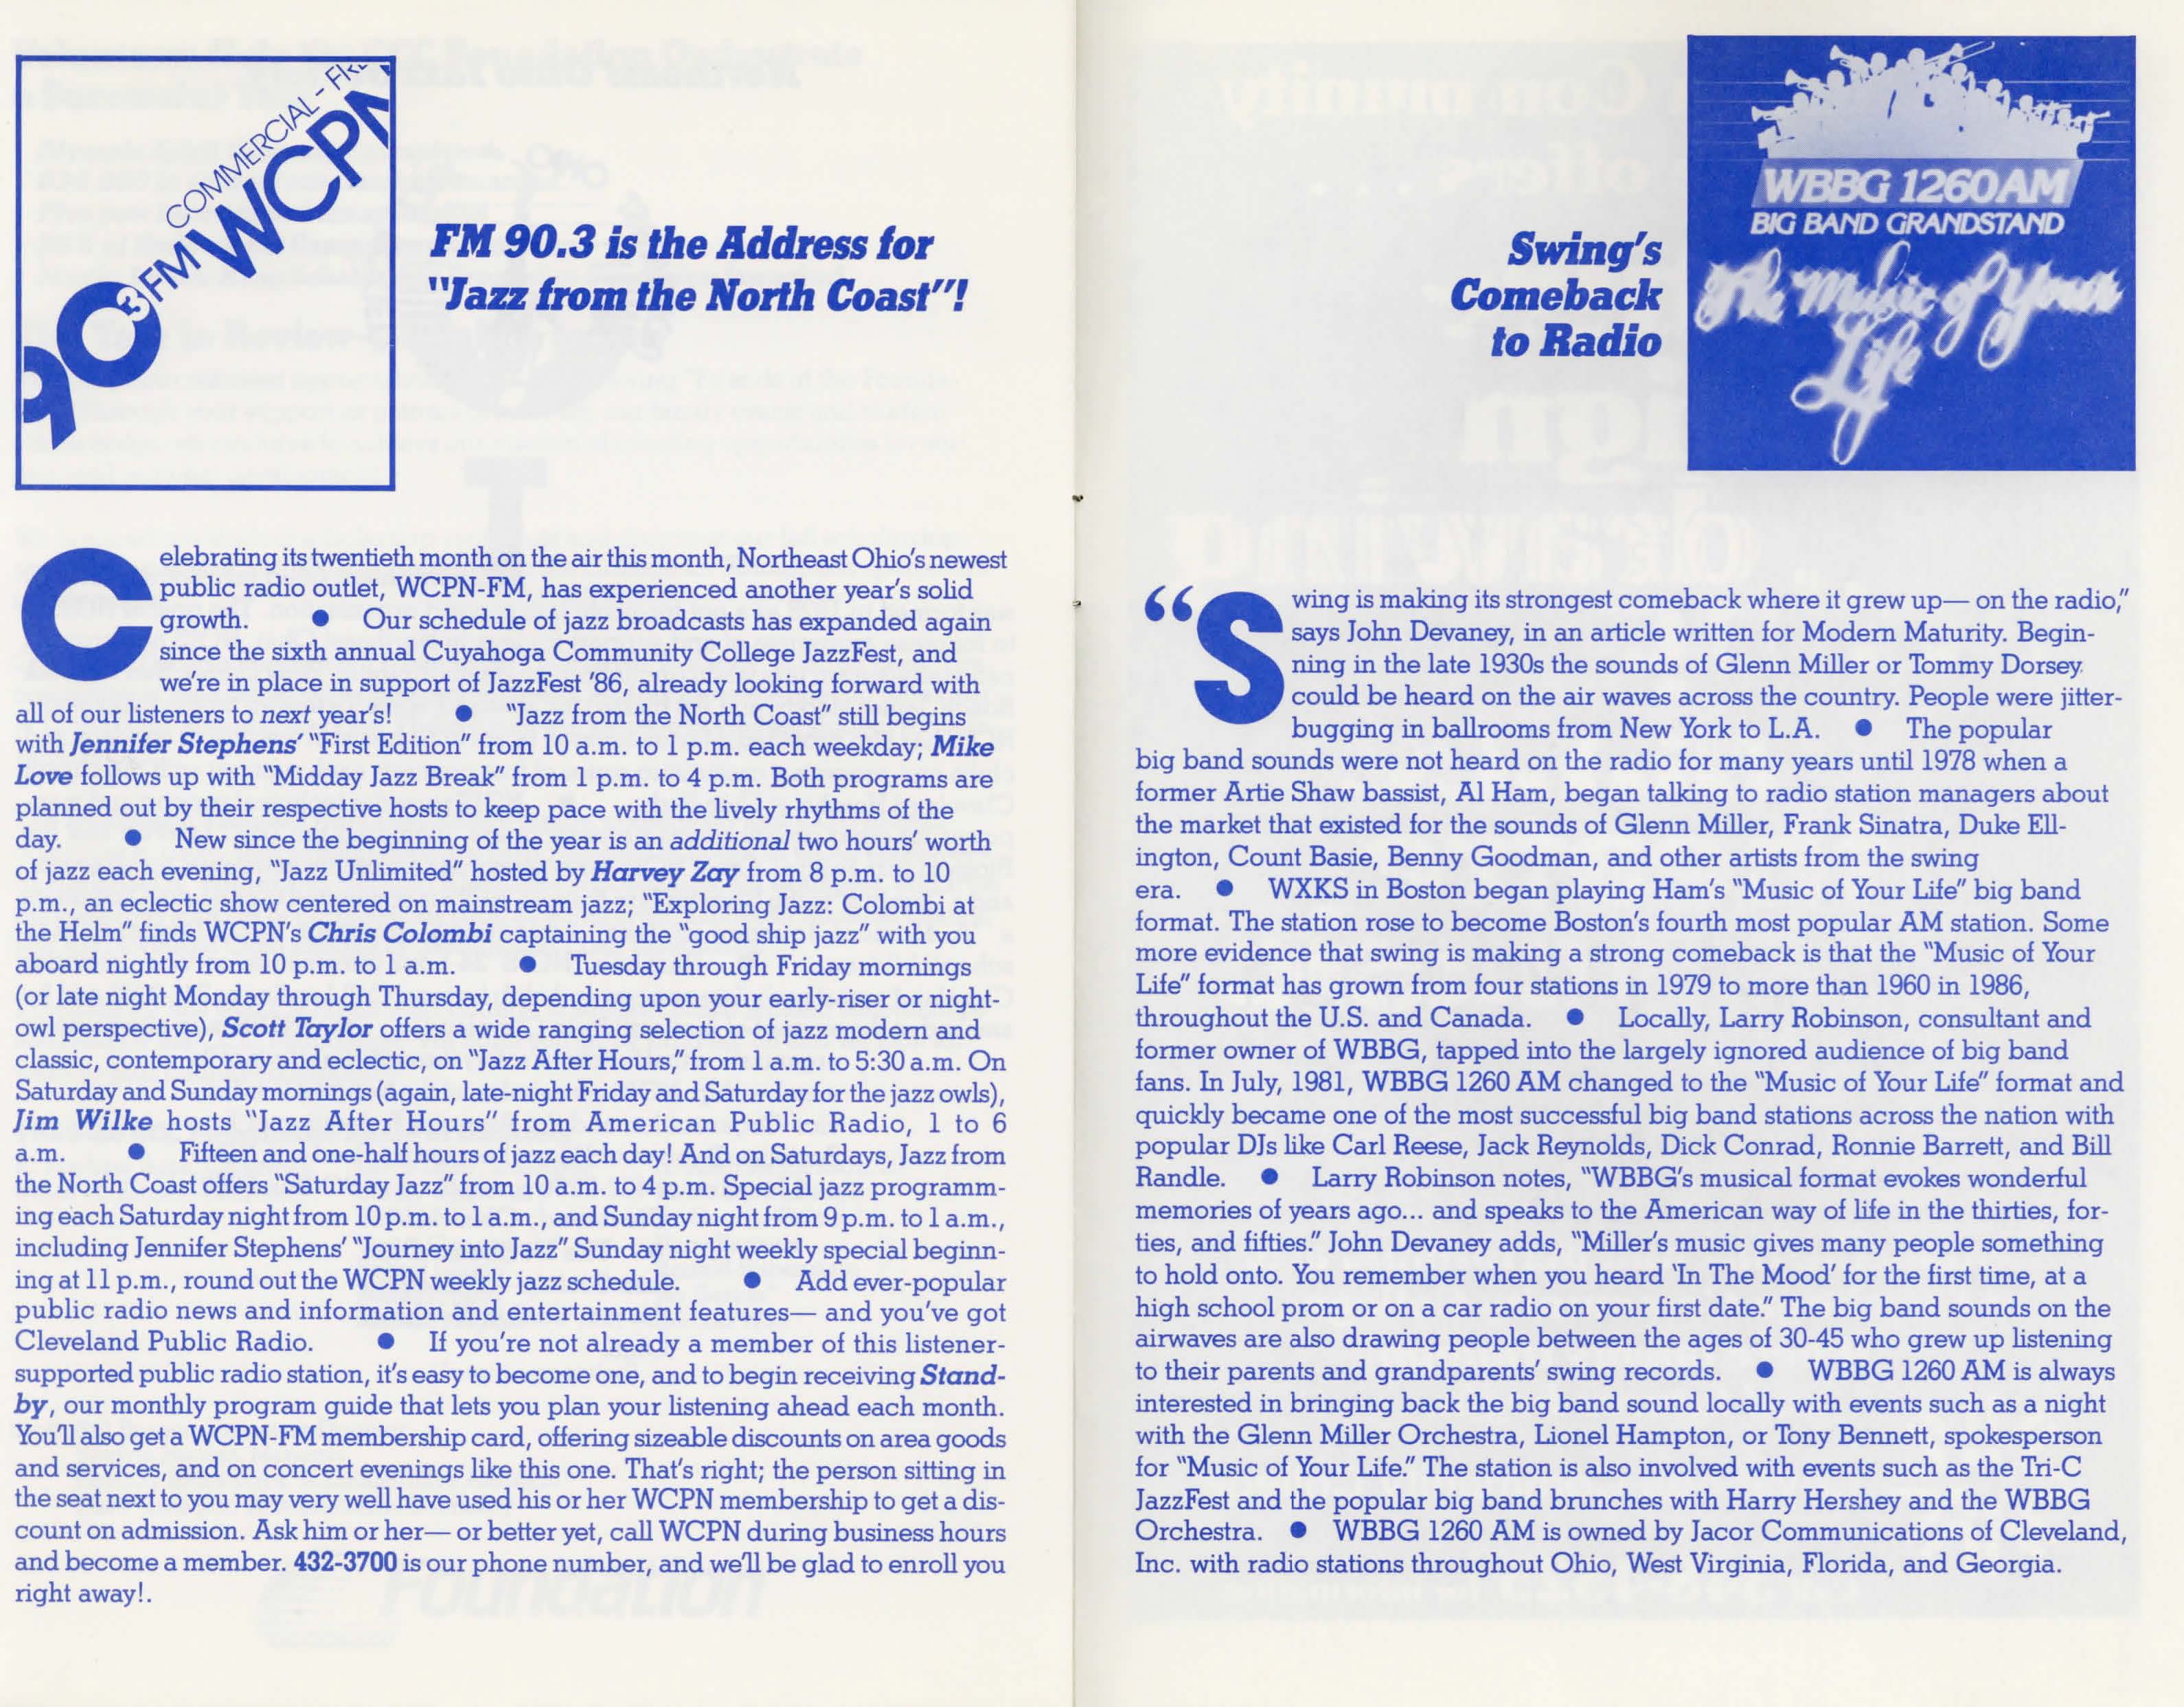 90.3 FM WCPN
COMMERCIAL-FRE
FM 90.3 is the Address for
"Jazz from the North Coast"!
Celebrating its twentieth month on the air this month, Northeast Ohio's newest
public radio outlet, WCPN-FM, has experienced another year's solid
growth. ● Our schedule of jazz broadcasts has expanded again
since the sixth annual Cuyahoga Community College JazzFest, and
we're in place in support of JazzFest '86, already looking forward with
all of our listeners to next year's! ● "Jazz from the North Coast" still begins
with Jennifer Stephens' "First Edition" from 10 a.m. to 1 p.m. each weekday; Mike
Love follows up with "Midday Jazz Break" from 1 p.m. to 4 p.m. Both programs are
planned out by their respective hosts to keep pace with the lively rhythms of the
day. ● New since the beginning of the year is an additional two hours' worth
of jazz each evening, "Jazz Unlimited" hosted by Harvey Zay from 8 p.m. to 10
p.m., an eclectic show centered on mainstream jazz; "Exploring Jazz: Colombi at
the Helm" finds WCPN's Chris Colombi captaining the "good ship jazz" with you
aboard nightly from 10 p.m. to 1 a.m. ● Tuesday through Friday mornings
(or late night Monday through Thursday, depending upon your early-riser or night-
owl perspective), Scott Taylor offers a wide ranging selection of jazz modern and
classic, contemporary and eclectic, on "Jazz After Hours," from 1 a.m. to 5:30 a.m. On
Saturday and Sunday mornings (again, late-night Friday and Saturday for the jazz owls),
Jim Wilke hosts "Jazz After Hours" from American Public Radio, 1 to 6
a.m. ● Fifteen and one-half hours of jazz each day! And on Saturdays, Jazz from
the North Coast offers "Saturday Jazz" from 10 a.m. to 4 p.m. Special jazz programm-
ing each Saturday night from 10 p.m. to 1 a.m., and Sunday night from 9 p.m. to 1 a.m.,
including Jennifer Stephens' "Journey into Jazz" Sunday night weekly special beginn-
ing at 11 p.m., round out the WCPN weekly jazz schedule. ● Add ever-popular
public radio news and information and entertainment features— and you've got
Cleveland Public Radio. ● If you're not already a member of this listener-
supported public radio station, it's easy to become one, and to begin receiving Stand-
by, our monthly program guide that lets you plan your listening ahead each month.
You'll also get a WCPN-FM membership card, offering sizeable discounts on area goods
and services, and on concert evenings like this one. That's right; the person sitting in
the seat next to you may very well have used his or her WCPN membership to get a dis-
count on admission. Ask him or her— or better yet, call WCPN during business hours
and become a member. 432-3700 is our phone number, and we'll be glad to enroll you
right away!.
WBBG 1260AM
BIG BAND GRANDSTAND
The Music of Your
Life
Swing's
Comeback
to Radio
"Swing is making its strongest comeback where it grew up— on the radio,"
says John Devaney, in an article written for Modern Maturity. Begin-
ning in the late 1930s the sounds of Glenn Miller or Tommy Dorsey
could be heard on the air waves across the country. People were jitter-
bugging in ballrooms from New York to L.A. ● The popular
big band sounds were not heard on the radio for many years until 1978 when a
former Artie Shaw bassist, Al Ham, began talking to radio station managers about
the market that existed for the sounds of Glenn Miller, Frank Sinatra, Duke Ell-
ington, Count Basie, Benny Goodman, and other artists from the swing
era. ● WXKS in Boston began playing Ham's "Music of Your Life" big band
format. The station rose to become Boston's fourth most popular AM station. Some
more evidence that swing is making a strong comeback is that the "Music of Your
Life" format has grown from four stations in 1979 to more than 1960 in 1986,
throughout the U.S. and Canada. ● Locally, Larry Robinson, consultant and
former owner of WBBG, tapped into the largely ignored audience of big band
fans. In July, 1981, WBBG 1260 AM changed to the "Music of Your Life" format and
quickly became one of the most successful big band stations across the nation with
popular DJs like Carl Reese, Jack Reynolds, Dick Conrad, Ronnie Barrett, and Bill
Randle. ● Larry Robinson notes, "WBBG's musical format evokes wonderful
memories of years ago... and speaks to the American way of life in the thirties, for-
ties, and fifties." John Devaney adds, "Miller's music gives many people something
to hold onto. You remember when you heard 'In The Mood' for the first time, at a
high school prom or on a car radio on your first date." The big band sounds on the
airwaves are also drawing people between the ages of 30-45 who grew up listening
to their parents and grandparents' swing records. ● WBBG 1260 AM is always
interested in bringing back the big band sound locally with events such as a night
with the Glenn Miller Orchestra, Lionel Hampton, or Tony Bennett, spokesperson
for "Music of Your Life." The station is also involved with events such as the Tri-C
JazzFest and the popular big band brunches with Harry Hershey and the WBBG
Orchestra. ● WBBG 1260 AM is owned by Jacor Communications of Cleveland,
Inc. with radio stations throughout Ohio, West Virginia, Florida, and Georgia.